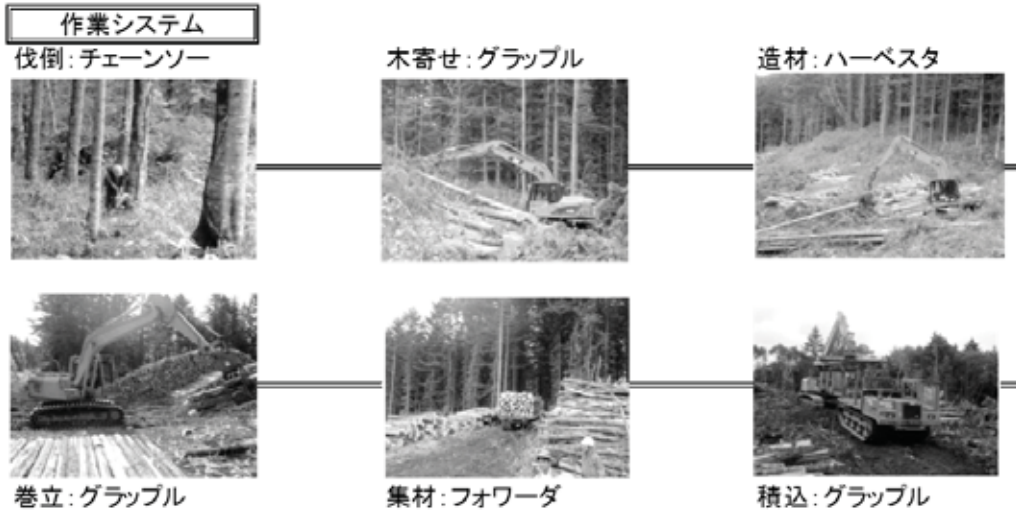 作業システム
伐倒：チェーンソー
木寄せ：グラップル
造材：ハーベスタ
巻立：グラップル
集材：フォワーダ
積込：グラップル